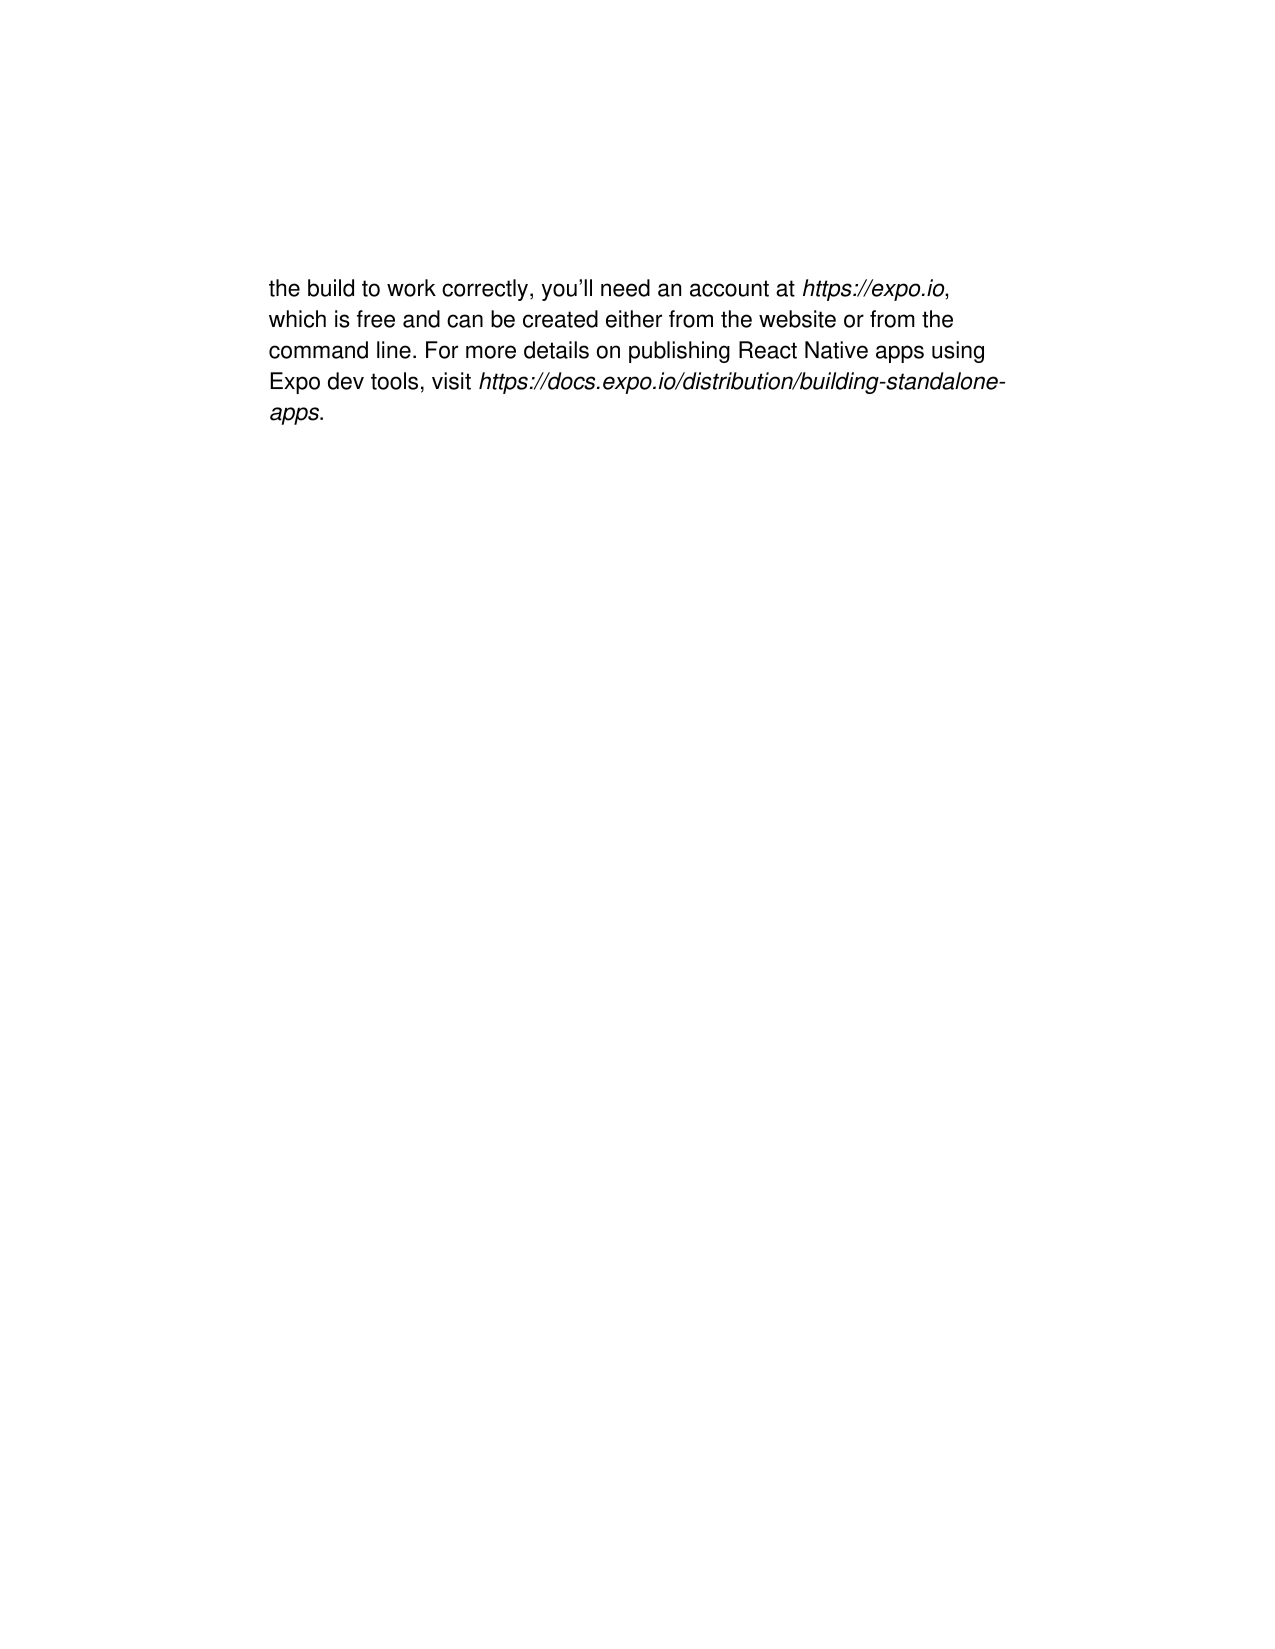 the build to work correctly, you’ll need an account at https://expo.io,
which is free and can be created either from the website or from the
command line. For more details on publishing React Native apps using
Expo dev tools, visit https://docs.expo.io/distribution/building-standalone-
apps.